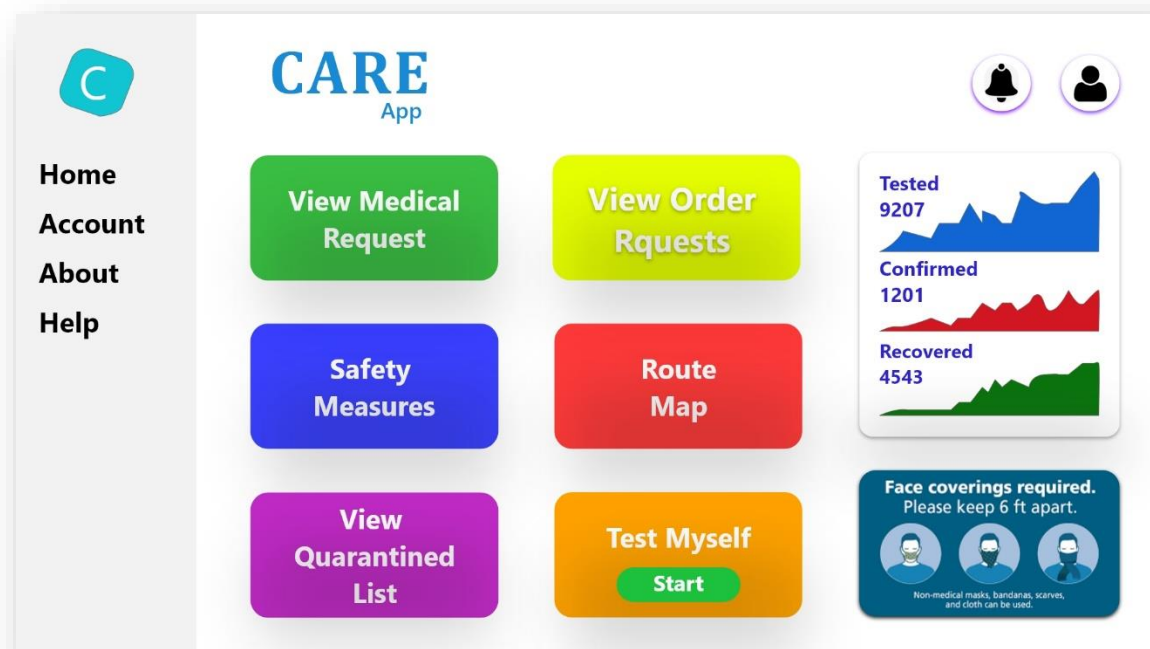 C
Home
Account
About
Help
CARE
App
View Medical
Request
View Order
Rquests
Safety
Measures
Route
Map
View
Quarantined
List
Test Myself
Start
Tested
9207
Confirmed
1201
Recovered
4543
Face coverings required.
Please keep 6 ft apart.
Non-medical masks, bandanas, scarves,
and cloth can be used.